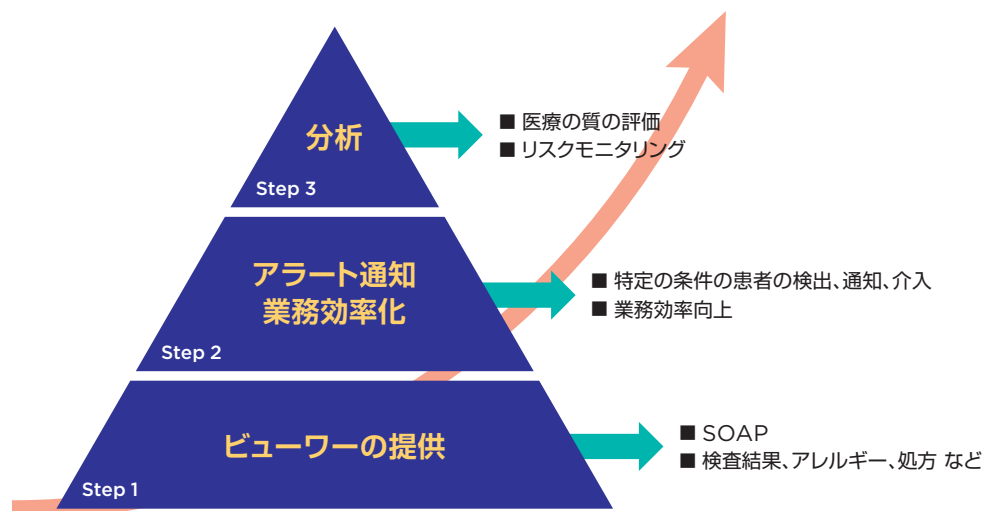 分析
Step 3
■ 医療の質の評価
■ リスクモニタリング
アラート通知
業務効率化
Step 2
■ 特定の条件の患者の検出、通知、介入
■ 業務効率向上
ビューワーの提供
Step 1
■ SOAP
■ 検査結果、アレルギー、処方 など